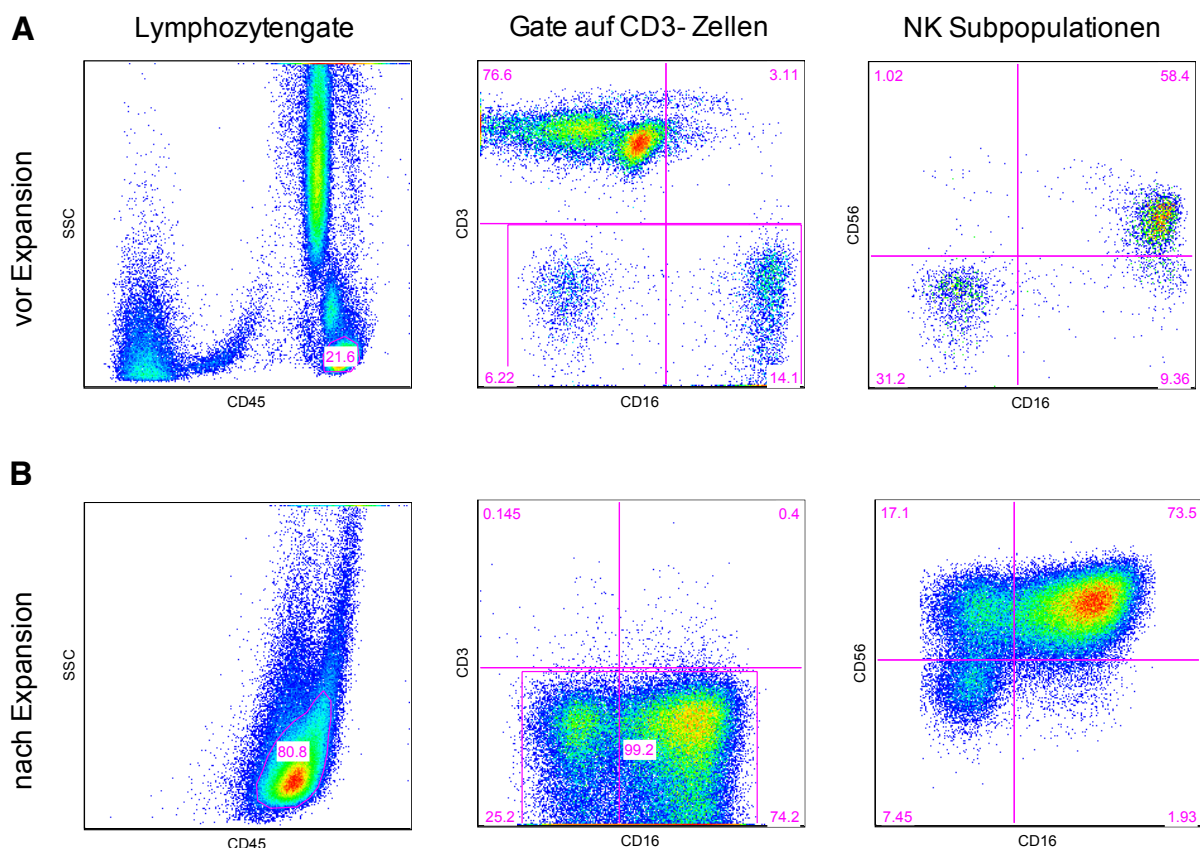 A
Lymphozytengate
Gate auf CD3- Zellen
NK Subpopulationen
vor Expansion
SSC
21.6
CD45
76.6
3.11
CD3
6.22
14.1
CD16
1.02
58.4
CD56
31.2
9.36
CD16
B
nach Expansion
SSC
80.8
CD45
0.145
0.4
CD3
99.2
25.2
74.2
CD16
17.1
73.5
CD56
7.45
1.93
CD16